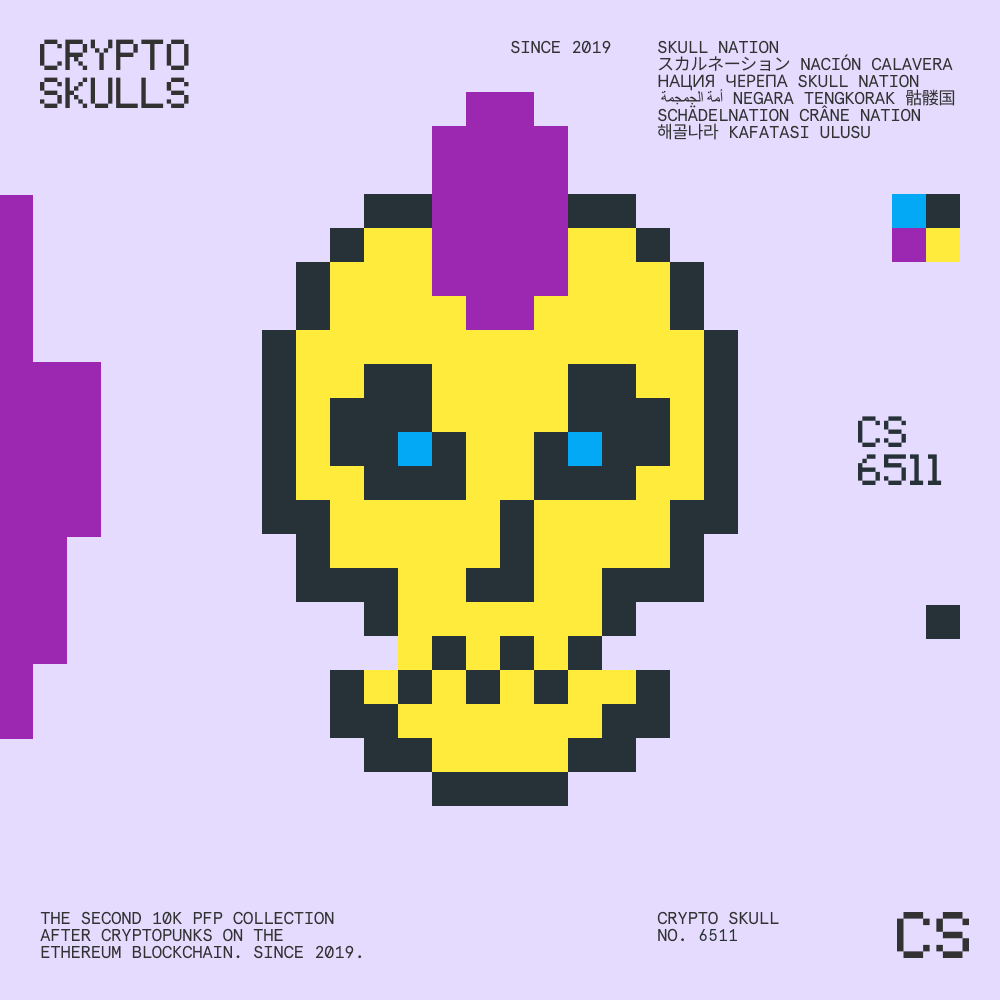 CRYPTO
SKULLS
SINCE 2019
SKULL NATION
スカルネーション NACIÓN CALAVERA
НАЦИЯ ЧЕРЕПА SKULL NATION
أمة الجمجمة NEGARA TENGKORAK 骷髅国
SCHÄDELNATION CRÂNE NATION
해골나라 KAFATASI ULUSU
CS
6511
THE SECOND 10K PFP COLLECTION
AFTER CRYPTOPUNKS ON THE
ETHEREUM BLOCKCHAIN. SINCE 2019.
CRYPTO SKULL
NO. 6511
CS